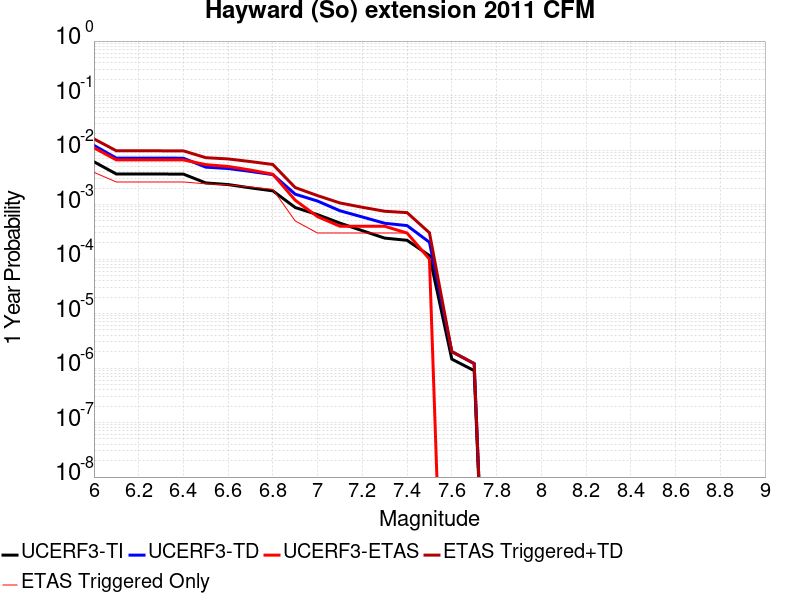 Hayward (So) extension 2011 CFM
10^0
10^-1
10^-2
10^-3
10^-4
10^-5
10^-6
10^-7
10^-8
1 Year Probability
6 6.2 6.4 6.6 6.8 7 7.2 7.4 7.6 7.8 8 8.2 8.4 8.6 8.8 9
Magnitude
UCERF3-TI UCERF3-TD UCERF3-ETAS ETAS Triggered+TD
ETAS Triggered Only